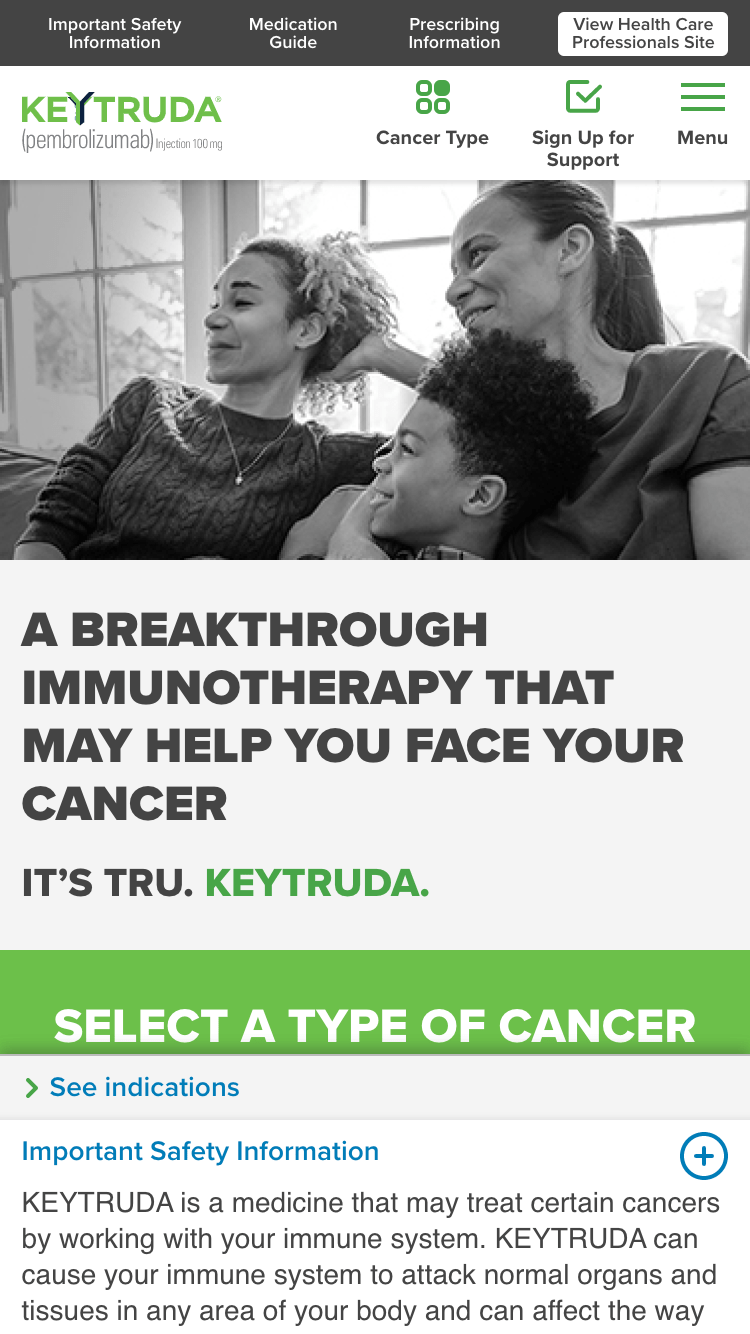 Important Safety
Information
Medication
Guide
Prescribing
Information
View Health Care
Professionals Site
KEYTRUDA®
(pembrolizumab) Injection 100 mg
Cancer Type
Sign Up for
Support
Menu
A BREAKTHROUGH
IMMUNOTHERAPY THAT
MAY HELP YOU FACE YOUR
CANCER
IT’S TRU. KEYTRUDA.
SELECT A TYPE OF CANCER
See indications
Important Safety Information
KEYTRUDA is a medicine that may treat certain cancers
by working with your immune system. KEYTRUDA can
cause your immune system to attack normal organs and
tissues in any area of your body and can affect the way